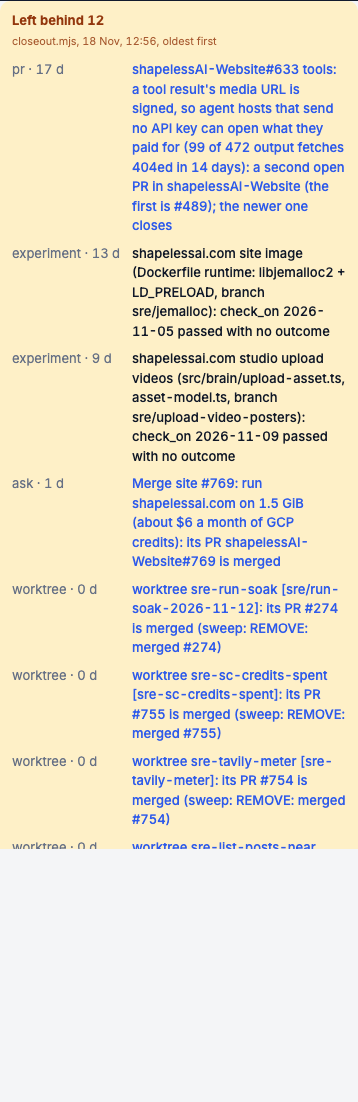 Left behind 12
closeout.mjs, 18 Nov, 12:56, oldest first
pr · 17 d
shapelessAI-Website#633 tools:
a tool result's media URL is
signed, so agent hosts that send
no API key can open what they
paid for (99 of 472 output fetches
404ed in 14 days): a second open
PR in shapelessAI-Website (the
first is #489); the newer one
closes
experiment · 13 d
shapelessai.com site image
(Dockerfile runtime: libjemalloc2 +
LD_PRELOAD, branch
sre/jemalloc): check_on 2026-
11-05 passed with no outcome
experiment · 9 d
shapelessai.com studio upload
videos (src/brain/upload-asset.ts,
asset-model.ts, branch
sre/upload-video-posters):
check_on 2026-11-09 passed
with no outcome
ask · 1 d
Merge site #769: run
shapelessai.com on 1.5 GiB
(about $6 a month of GCP
credits): its PR shapelessAI-
Website#769 is merged
worktree · 0 d
worktree sre-run-soak [sre/run-
soak-2026-11-12]: its PR #274
is merged (sweep: REMOVE:
merged #274)
worktree · 0 d
worktree sre-sc-credits-spent
[sre-sc-credits-spent]: its PR
#755 is merged (sweep: REMOVE:
merged #755)
worktree · 0 d
worktree sre-tavily-meter [sre-
tavily-meter]: its PR #754 is
merged (sweep: REMOVE: merged
#754)
worktree · 0 d
worktree sre-list-posts-near